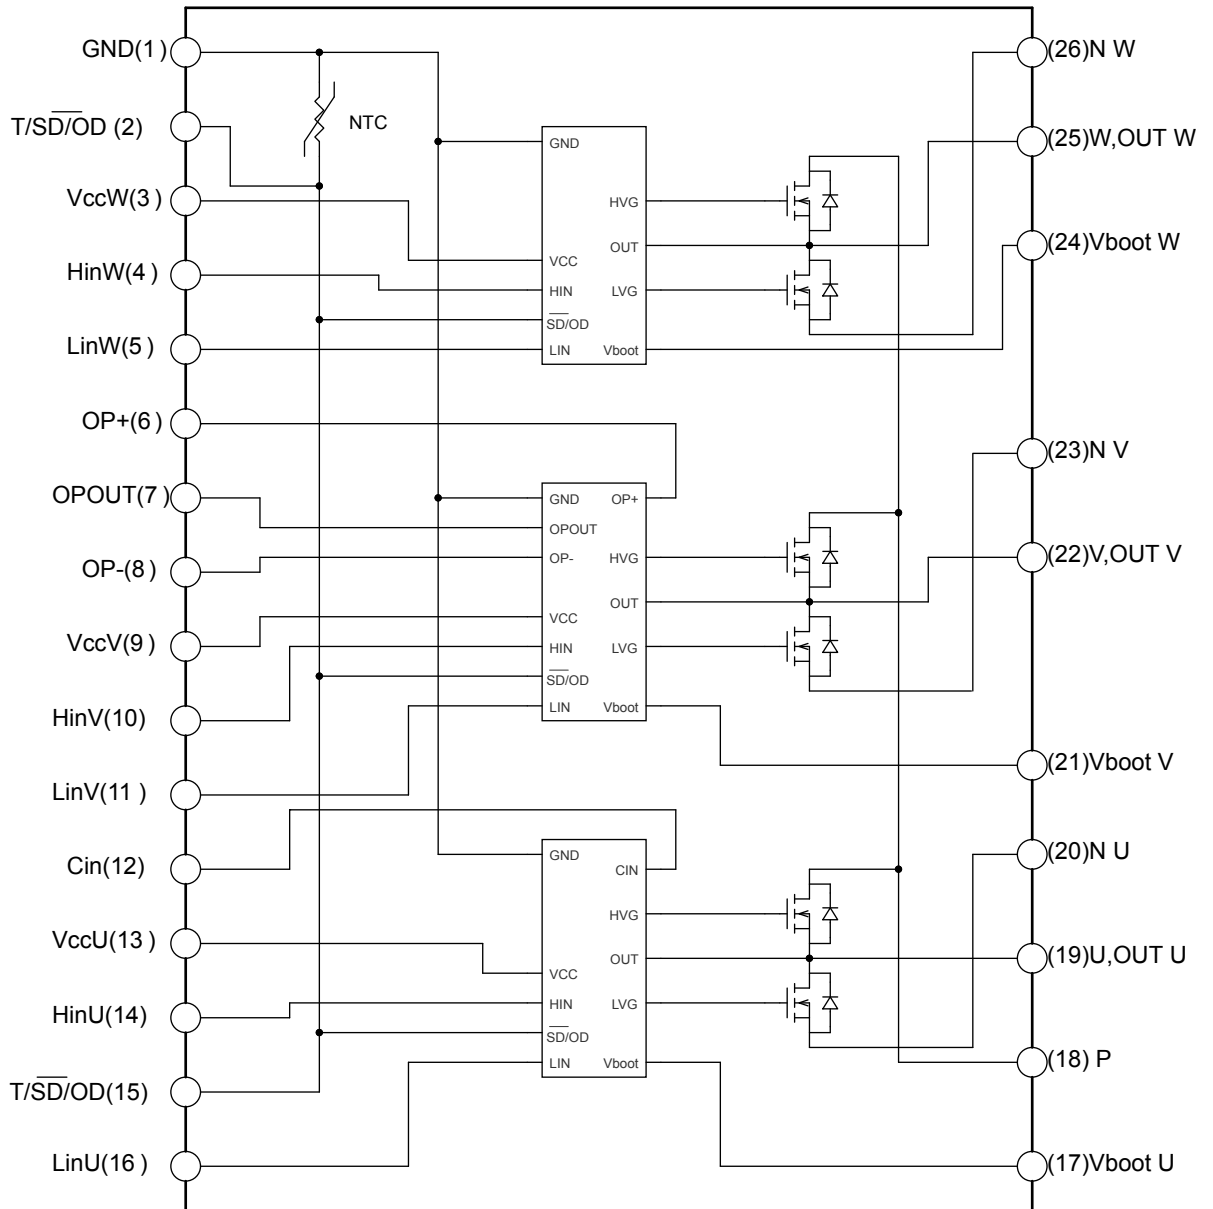 GND(1)
T/SD/OD (2)
VccW(3)
HinW(4)
LinW(5)
OP+(6)
OPOUT(7)
OP-(8)
VccV(9)
HinV(10)
LinV(11)
Cin(12)
VccU(13)
HinU(14)
T/SD/OD(15)
LinU(16)
NTC
GND
HVG
OUT
VCC
HIN
LVG
SD/OD
LIN
Vboot
GND
OP+
OPOUT
OP-
HVG
OUT
VCC
HIN
LVG
SD/OD
LIN
Vboot
GND
CIN
HVG
OUT
VCC
HIN
LVG
SD/OD
LIN
Vboot
(26)N W
(25)W,OUT W
(24)Vboot W
(23)N V
(22)V,OUT V
(21)Vboot V
(20)N U
(19)U,OUT U
(18) P
(17)Vboot U